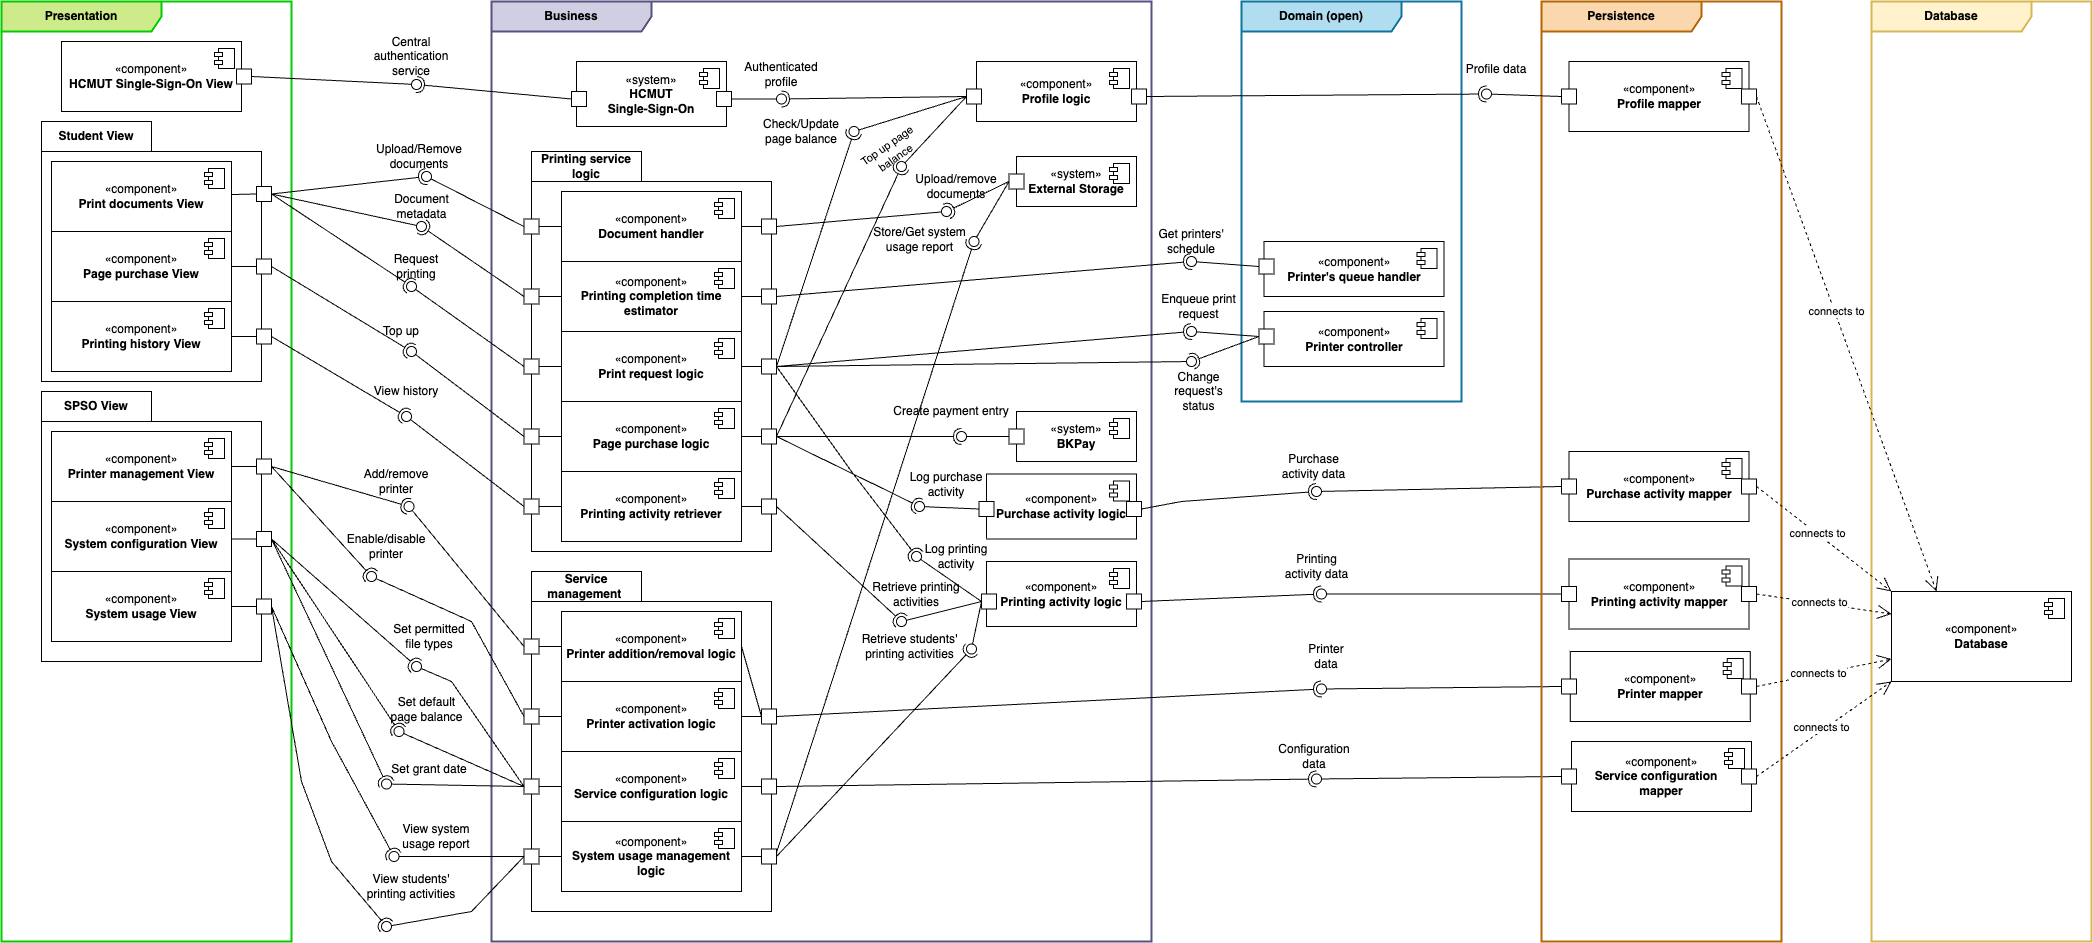 Presentation
Business
Domain (open)
Persistence
Database
«component»
HCMUT Single-Sign-On View
Central
authentication
service
«system»
HCMUT
Single-Sign-On
Authenticated
profile
«component»
Profile logic
Profile data
«component»
Profile mapper
Check/Update
page balance
Top up page
balance
Student View
«component»
Print documents View
«component»
Page purchase View
«component»
Printing history View
Upload/Remove
documents
Document
metadata
Request
printing
Top up
View history
Printing service
logic
«component»
Document handler
«component»
Printing completion time
estimator
«component»
Print request logic
«component»
Page purchase logic
«component»
Printing activity retriever
Upload/remove
documents
«system»
External Storage
Store/Get system
usage report
Get printers'
schedule
«component»
Printer's queue handler
Enqueue print
request
«component»
Printer controller
Change
request's
status
connects to
Create payment entry
«system»
BKPay
Log purchase
activity
«component»
Purchase activity logic
Purchase
activity data
«component»
Purchase activity mapper
connects to
SPSO View
«component»
Printer management View
«component»
System configuration View
«component»
System usage View
Add/remove
printer
Enable/disable
printer
Set permitted
file types
Set default
page balance
Set grant date
View system
usage report
View students'
printing activities
Service
management
«component»
Printer addition/removal logic
«component»
Printer activation logic
«component»
Service configuration logic
«component»
System usage management
logic
Log printing
activity
Retrieve printing
activities
Retrieve students'
printing activities
«component»
Printing activity logic
Printing
activity data
«component»
Printing activity mapper
connects to
Printer
data
«component»
Printer mapper
connects to
Configuration
data
«component»
Service configuration
mapper
connects to
«component»
Database